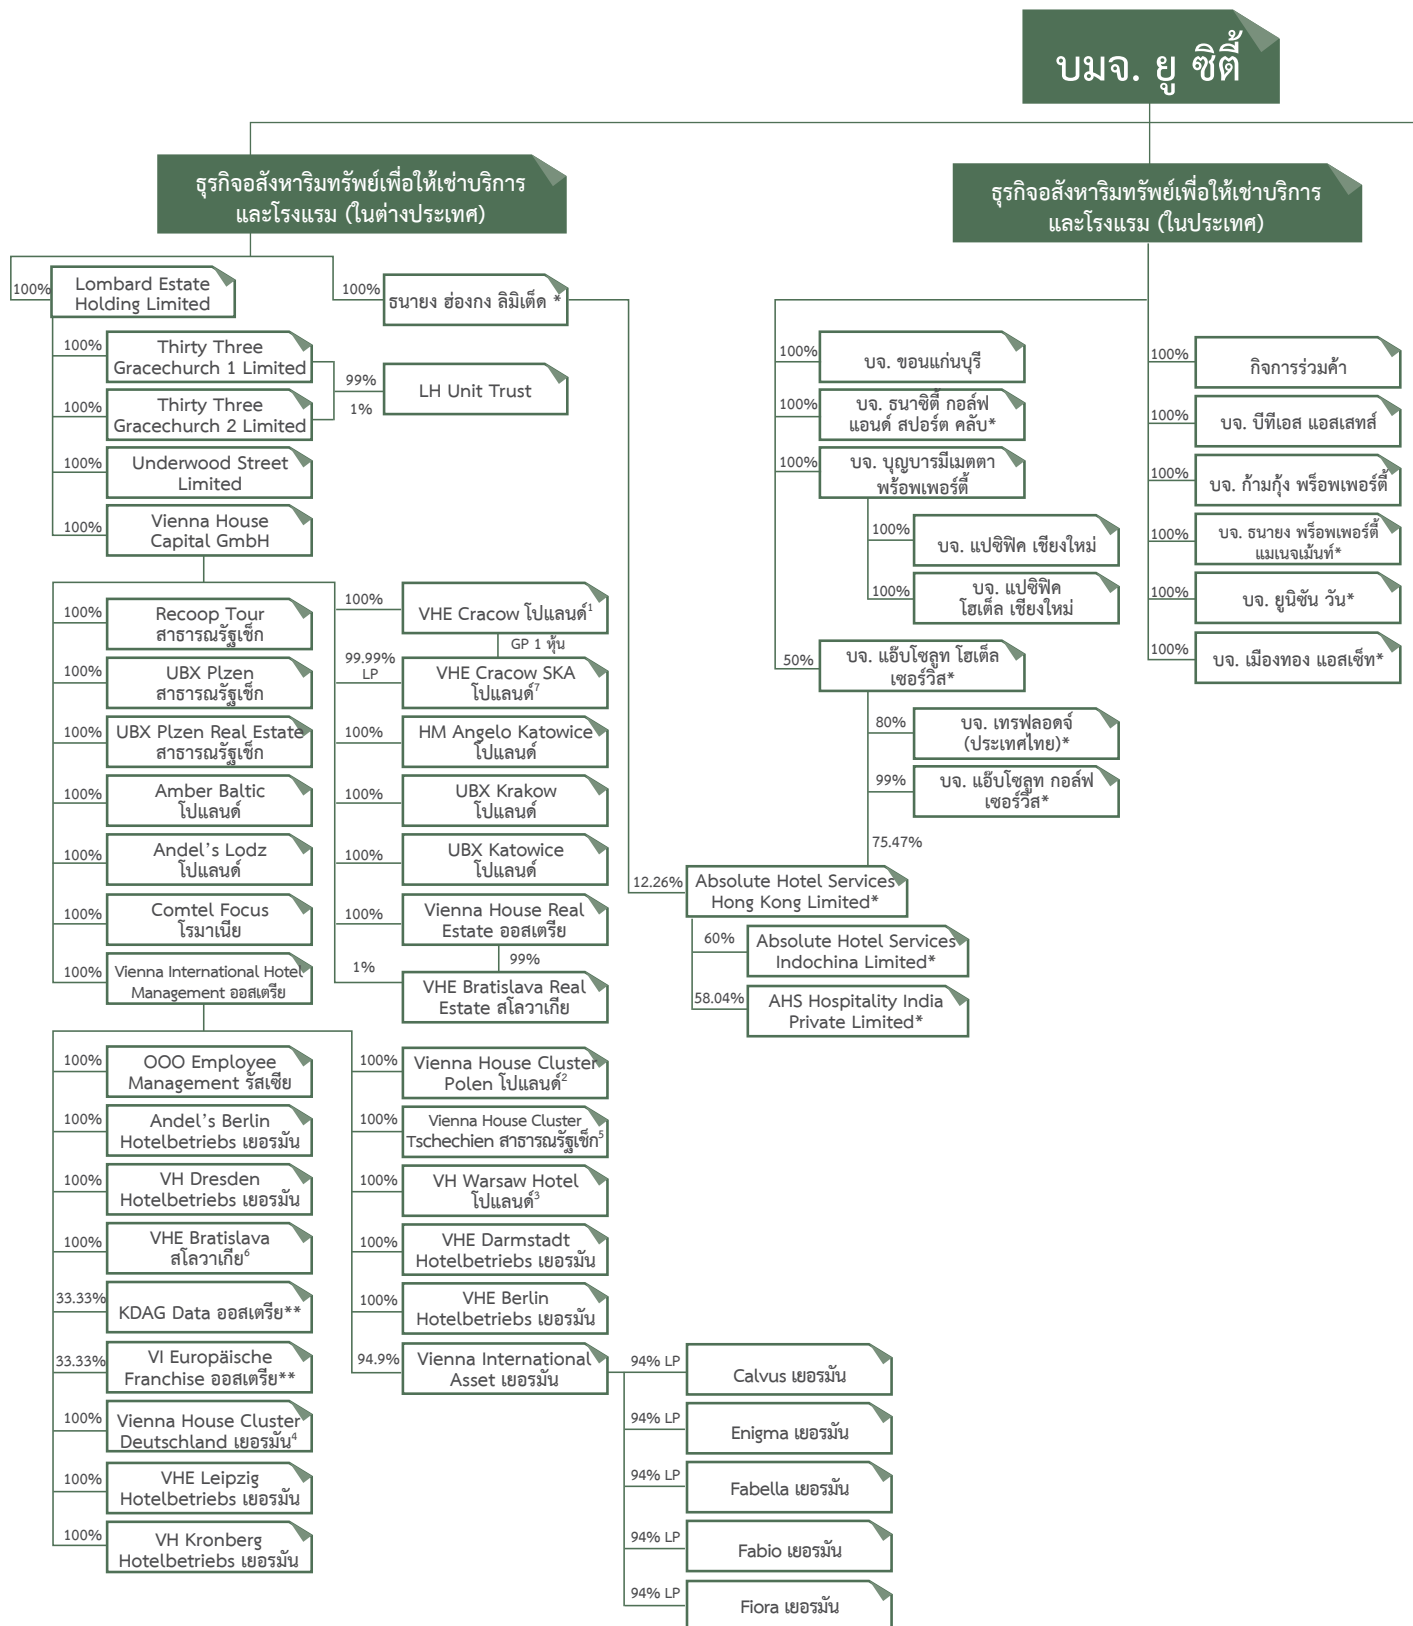 บมจ. ยู ซิตี้
ธุรกิจอสังหาริมทรัพย์เพื่อให้เช่าบริการ
และโรงแรม (ในต่างประเทศ)
100%
Lombard Estate
Holding Limited
100%
ธนายง ฮ่องกง ลิมิเต็ด *
100%
Thirty Three
Gracechurch 1 Limited
100%
Thirty Three
Gracechurch 2 Limited
99%
1%
LH Unit Trust
100%
Underwood Street
Limited
100%
Vienna House
Capital GmbH
100%
Recoop Tour
สาธารณรัฐเช็ก
100%
UBX Plzen
สาธารณรัฐเช็ก
100%
UBX Plzen Real Estate
สาธารณรัฐเช็ก
100%
Amber Baltic
โปแลนด์
100%
Andel's Lodz
โปแลนด์
100%
Comtel Focus
โรมาเนีย
100%
Vienna International Hotel
Management ออสเตรีย
100%
VHE Cracow โปแลนด์1
GP 1 หุ้น
99.99%
LP
VHE Cracow SKA
โปแลนด์7
100%
HM Angelo Katowice
โปแลนด์
100%
UBX Krakow
โปแลนด์
100%
UBX Katowice
โปแลนด์
100%
Vienna House Real
Estate ออสเตรีย
99%
1%
VHE Bratislava Real
Estate สโลวาเกีย
100%
OOO Employee
Management รัสเซีย
100%
Andel's Berlin
Hotelbetriebs เยอรมัน
100%
VH Dresden
Hotelbetriebs เยอรมัน
100%
VHE Bratislava
สโลวาเกีย6
33.33%
KDAG Data ออสเตรีย**
33.33%
VI Europäische
Franchise ออสเตรีย**
100%
Vienna House Cluster
Deutschland เยอรมัน4
100%
VHE Leipzig
Hotelbetriebs เยอรมัน
100%
VH Kronberg
Hotelbetriebs เยอรมัน
100%
Vienna House Cluster
Polen โปแลนด์2
100%
Vienna House Cluster
Tschechien สาธารณรัฐเช็ก5
100%
VH Warsaw Hotel
โปแลนด์3
100%
VHE Darmstadt
Hotelbetriebs เยอรมัน
100%
VHE Berlin
Hotelbetriebs เยอรมัน
94.9%
Vienna International
Asset เยอรมัน
94% LP
Calvus เยอรมัน
94% LP
Enigma เยอรมัน
94% LP
Fabella เยอรมัน
94% LP
Fabio เยอรมัน
94% LP
Fiora เยอรมัน
ธุรกิจอสังหาริมทรัพย์เพื่อให้เช่าบริการ
และโรงแรม (ในประเทศ)
100%
บจ. ขอนแก่นบุรี
100%
บจ. ธนาซิตี้ กอล์ฟ
แอนด์ สปอร์ต คลับ*
100%
บจ. บุญบารมีเมตตา
พร้อพเพอร์ตี้
100%
บจ. แปซิฟิค เชียงใหม่
100%
บจ. แปซิฟิค
โฮเต็ล เชียงใหม่
50%
บจ. แอ๊บโซลูท โฮเต็ล
เซอร์วิส*
80%
บจ. เทรฟลอดจ์
(ประเทศไทย)*
99%
บจ. แอ๊บโซลูท กอล์ฟ
เซอร์วิส*
75.47%
12.26%
Absolute Hotel Services
Hong Kong Limited*
60%
Absolute Hotel Services
Indochina Limited*
58.04%
AHS Hospitality India
Private Limited*
100%
กิจการร่วมค้า
100%
บจ. บีทีเอส แอสเสทส์
100%
บจ. ก้ามกุ้ง พร็อพเพอร์ตี้
100%
บจ. ธนายง พร็อพเพอร์ตี้
แมเนจเม้นท์*
100%
บจ. ยูนิซัน วัน*
100%
บจ. เมืองทอง แอสเซ็ท*